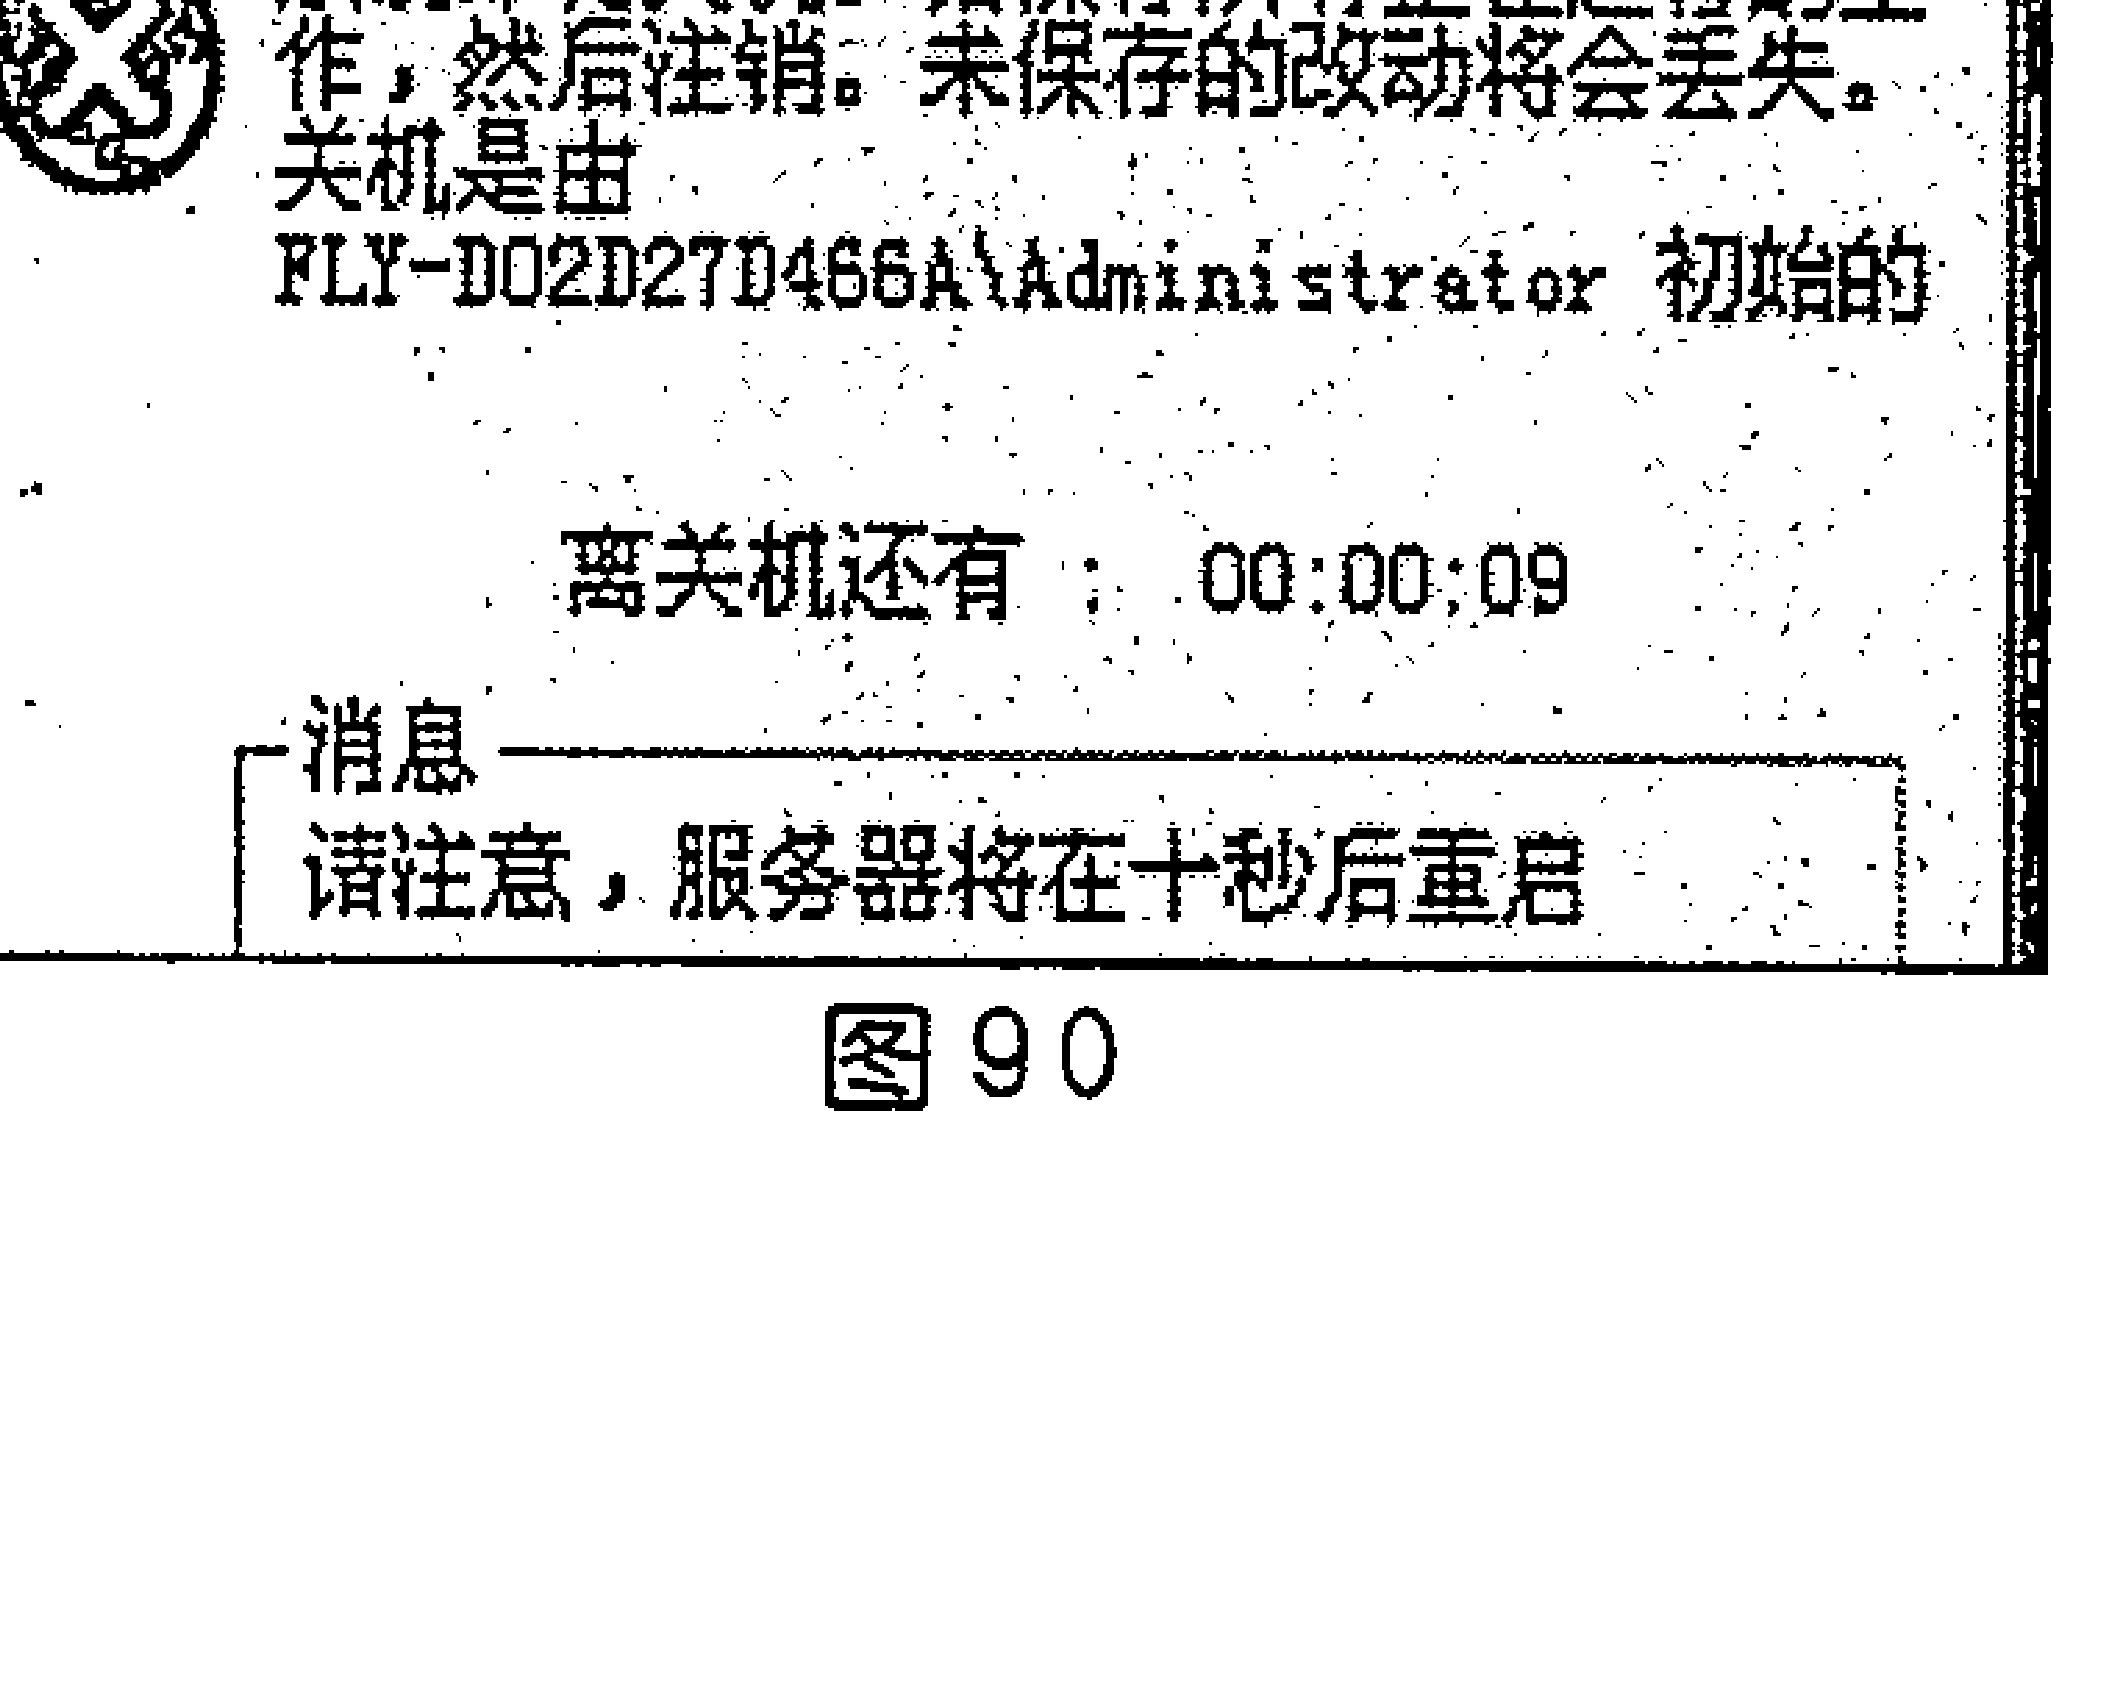 作，然后注销。未保存的改动将会丢失。
关机是由
FLY-D02D27D466A\Administrator 初始的
离关机还有 : 00:00:09
消息
请注意，服务器将在十秒后重启
图90